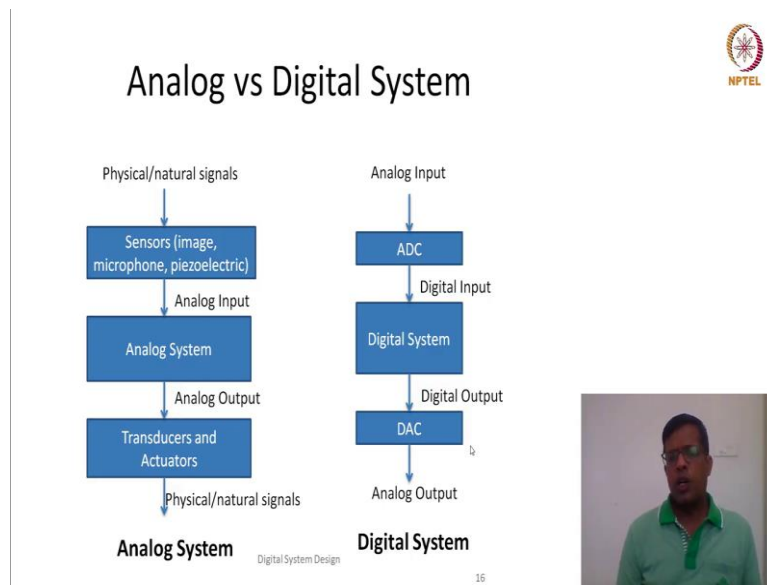 Analog vs Digital System
NPTEL
Physical/natural signals
Sensors (image,
microphone, piezoelectric)
Analog Input
Analog System
Analog Output
Transducers and
Actuators
Physical/natural signals
Analog System
Analog Input
ADC
Digital Input
Digital System
Digital Output
DAC
Analog Output
Digital System
Digital System Design
16